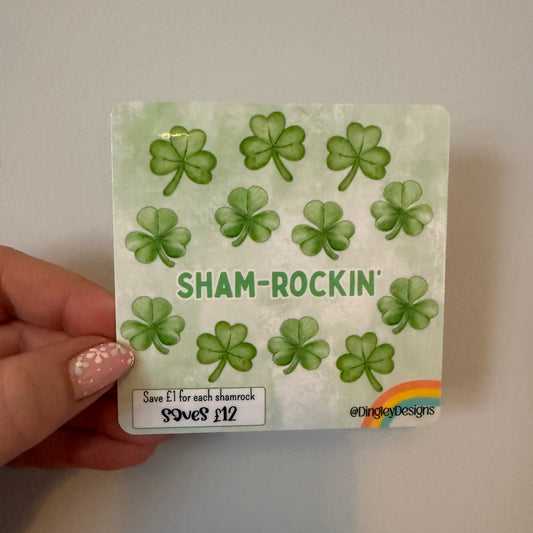 SHAM-ROCKIN'
Save £1 for each shamrock
saves £12
@DingleyDesigns